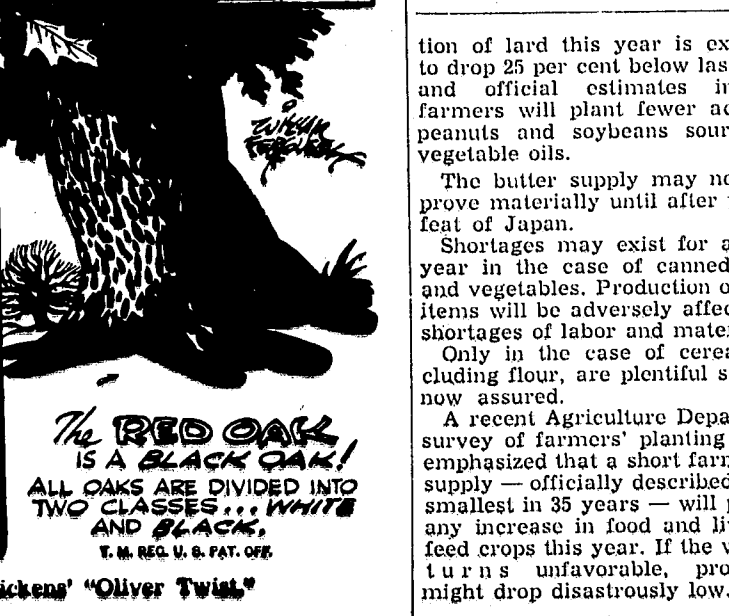 William
Ferguson
The RED OAK
IS A BLACK OAK!
ALL OAKS ARE DIVIDED INTO
TWO CLASSES... WHITE
AND BLACK.
T. M. REG. U. S. PAT. OFF.
ickens' "Oliver Twist."
tion of lard this year is ex
to drop 25 per cent below las
and official estimates i
farmers will plant fewer ac
peanuts and soybeans sour
vegetable oils.
The butter supply may no
prove materially until after
feat of Japan.
Shortages may exist for a
year in the case of canned
and vegetables. Production o
items will be adversely affec
shortages of labor and mate
Only in the case of cerea
cluding flour, are plentiful s
now assured.
A recent Agriculture Depa
survey of farmers' planting
emphasized that a short farm
supply — officially described
smallest in 35 years — will p
any increase in food and li
feed crops this year. If the w
turns unfavorable, pro
might drop disastrously low.